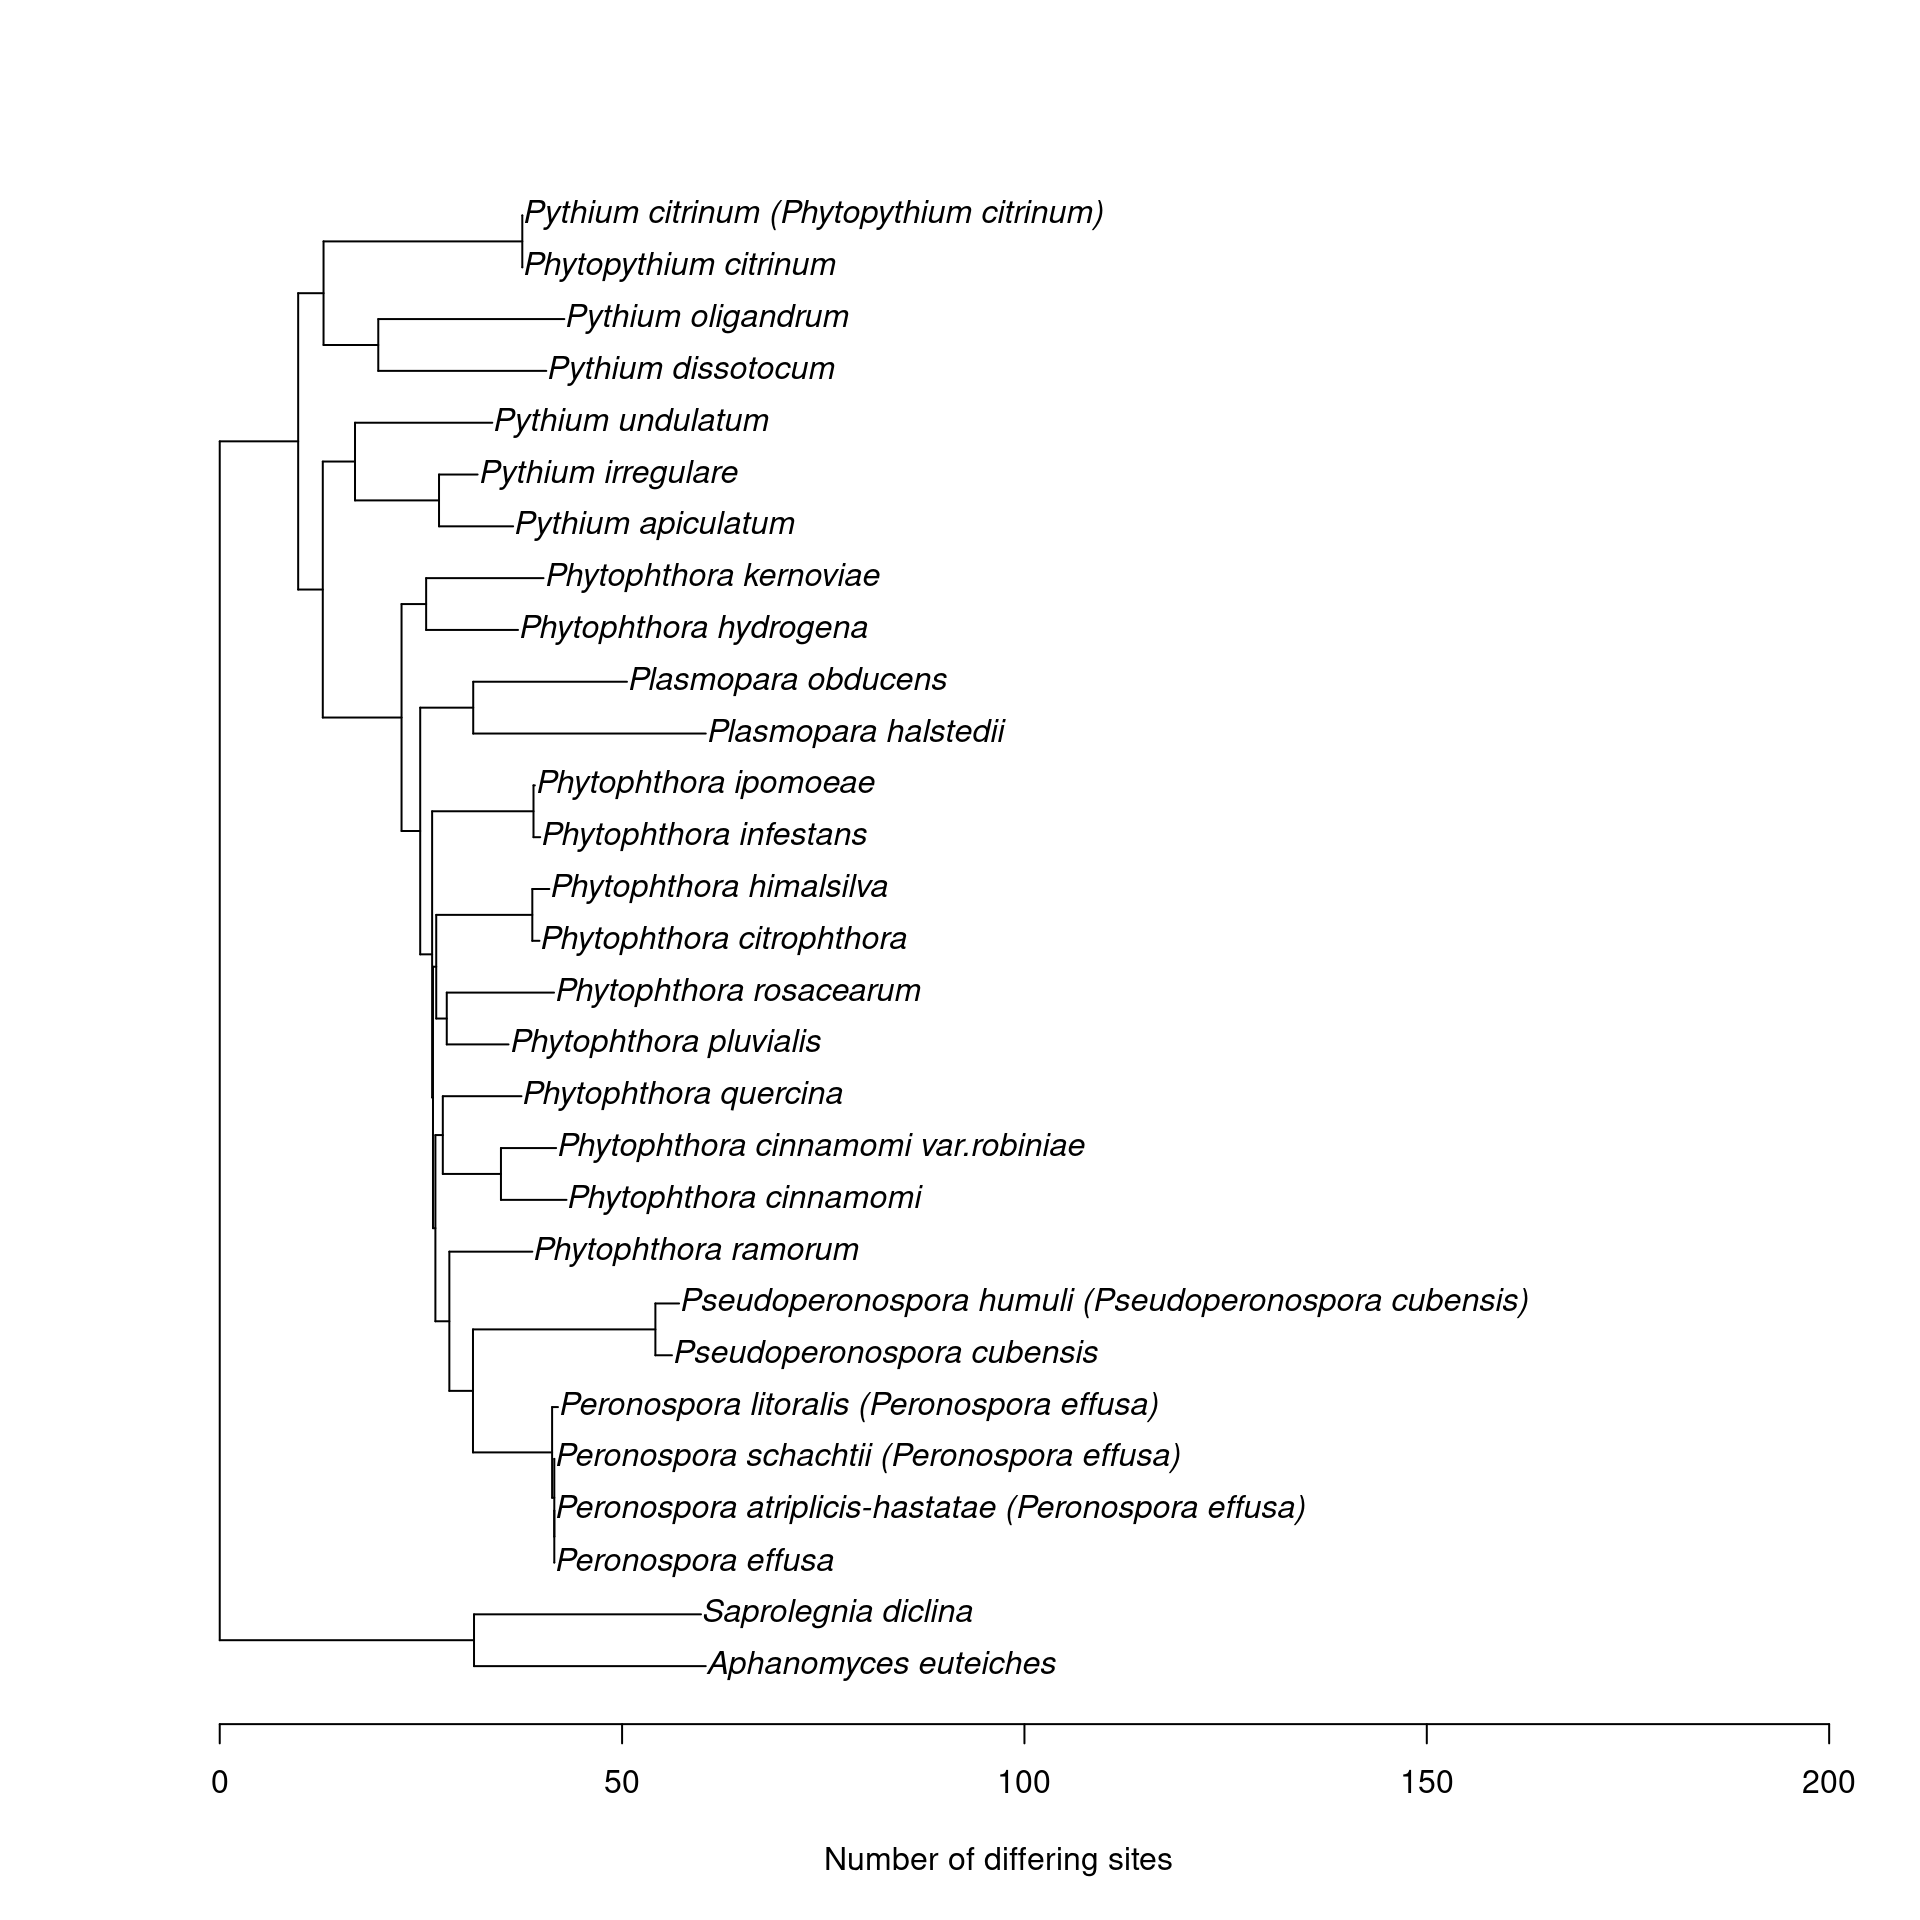 Pythium citrinum (Phytopythium citrinum)
Phytopythium citrinum
Pythium oligandrum
Pythium dissotocum
Pythium undulatum
Pythium irregulare
Pythium apiculatum
Phytophthora kernoviae
Phytophthora hydrogena
Plasmopara obducens
Plasmopara halstedii
Phytophthora ipomoeae
Phytophthora infestans
Phytophthora himalsilva
Phytophthora citrophthora
Phytophthora rosacearum
Phytophthora pluvialis
Phytophthora quercina
Phytophthora cinnamomi var.robiniae
Phytophthora cinnamomi
Phytophthora ramorum
Pseudoperonospora humuli (Pseudoperonospora cubensis)
Pseudoperonospora cubensis
Peronospora litoralis (Peronospora effusa)
Peronospora schachtii (Peronospora effusa)
Peronospora atriplicis-hastatae (Peronospora effusa)
Peronospora effusa
Saprolegnia diclina
Aphanomyces euteiches
0 50 100 150 200
Number of differing sites